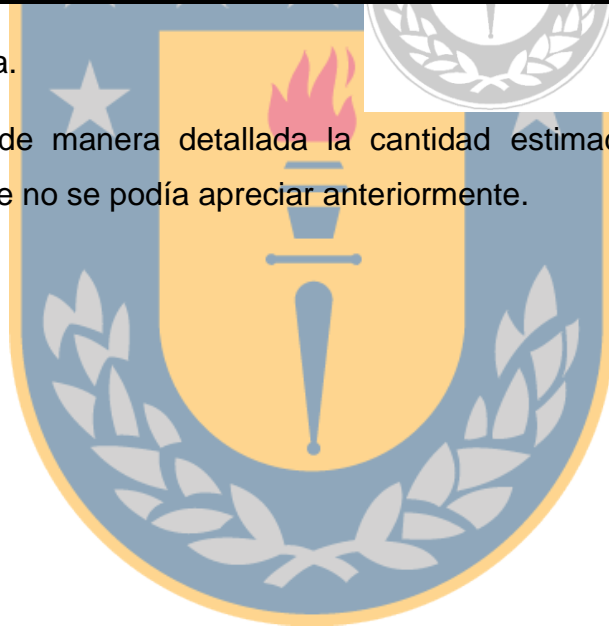 a.
de manera detallada la cantidad estimad
e no se podía apreciar anteriormente.